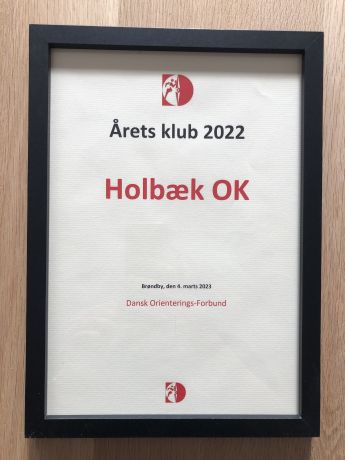 Årets klub 2022
Holbæk OK
Brøndby, den 4. marts 2023
Dansk Orienterings-Forbund